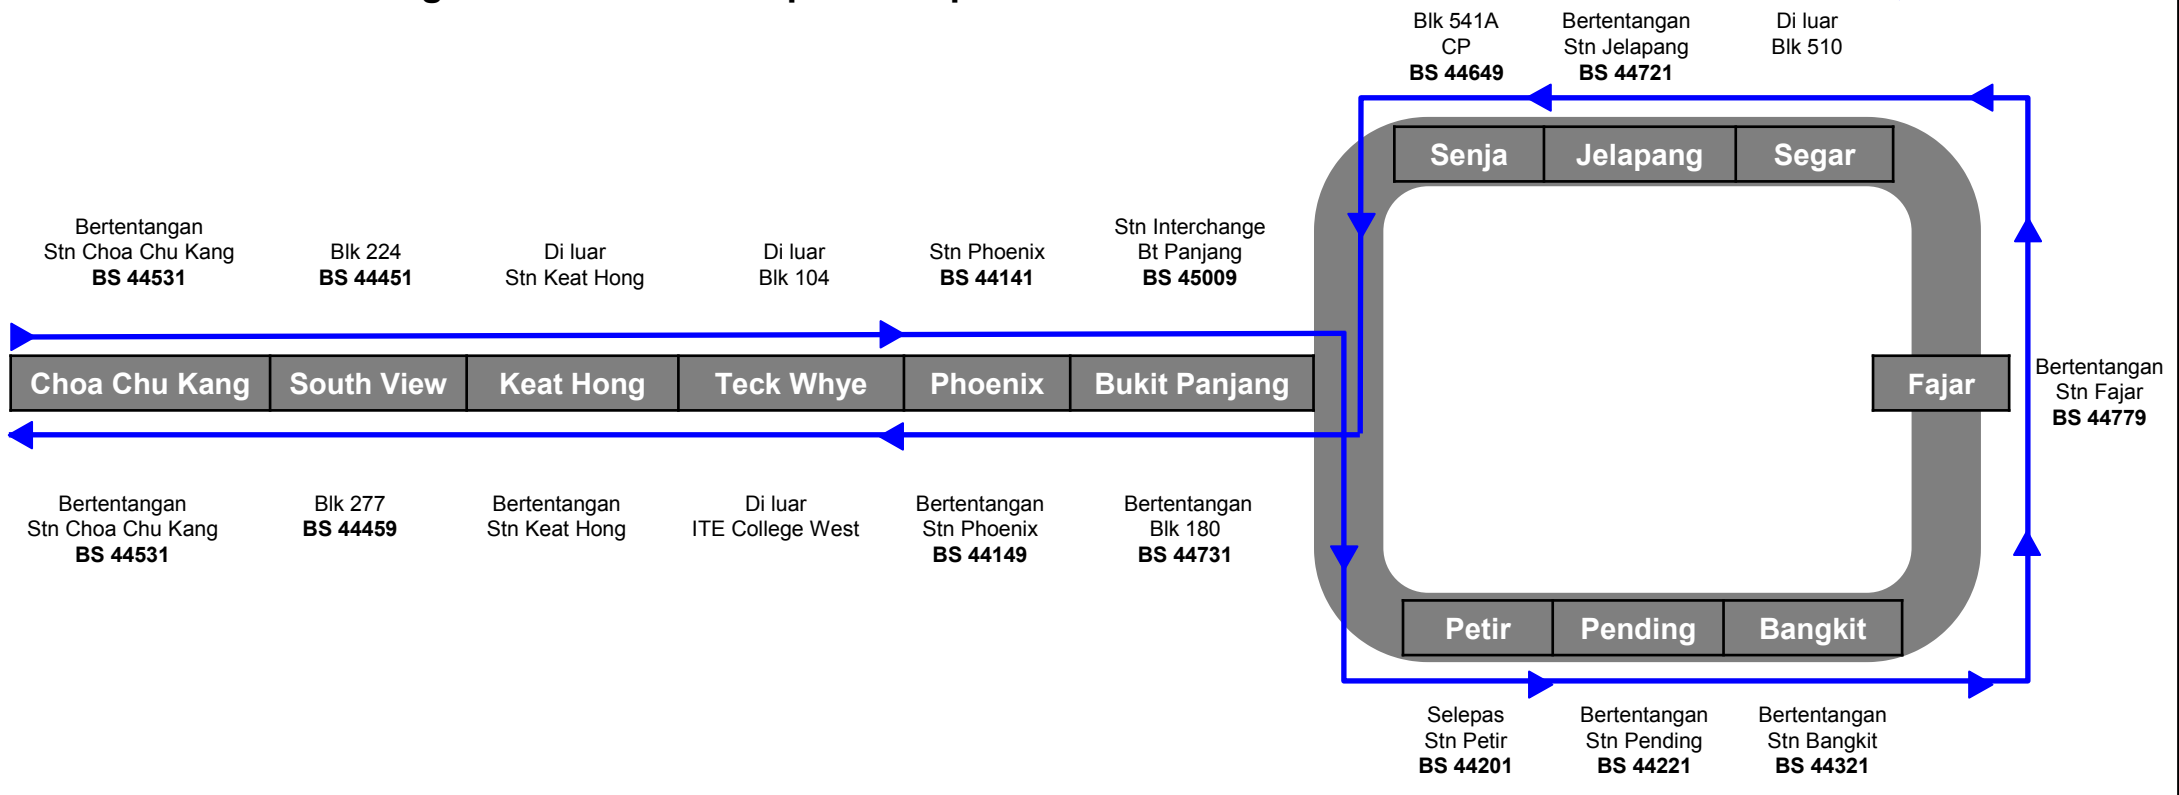 Blk 541A
CP
BS 44649
Bertentangan
Stn Jelapang
BS 44721
Di luar
Blk 510
Senja
Jelapang
Segar
Bertentangan
Stn Choa Chu Kang
BS 44531
Blk 224
BS 44451
Di luar
Stn Keat Hong
Di luar
Blk 104
Stn Phoenix
BS 44141
Stn Interchange
Bt Panjang
BS 45009
Choa Chu Kang
South View
Keat Hong
Teck Whye
Phoenix
Bukit Panjang
Fajar
Bertentangan
Stn Fajar
BS 44779
Bertentangan
Stn Choa Chu Kang
BS 44531
Blk 277
BS 44459
Bertentangan
Stn Keat Hong
Di luar
ITE College West
Bertentangan
Stn Phoenix
BS 44149
Bertentangan
Blk 180
BS 44731
Petir
Pending
Bangkit
Selepas
Stn Petir
BS 44201
Bertentangan
Stn Pending
BS 44221
Bertentangan
Stn Bangkit
BS 44321